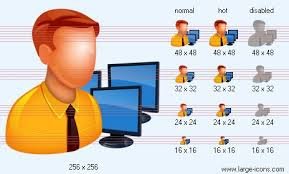 normal hot disabled
48 x 48 48 x 48 48 x 48
32 x 32 32 x 32 32 x 32
24 x 24 24 x 24 24 x 24
16 x 16 16 x 16 16 x 16
256 x 256
www.large-icons.com